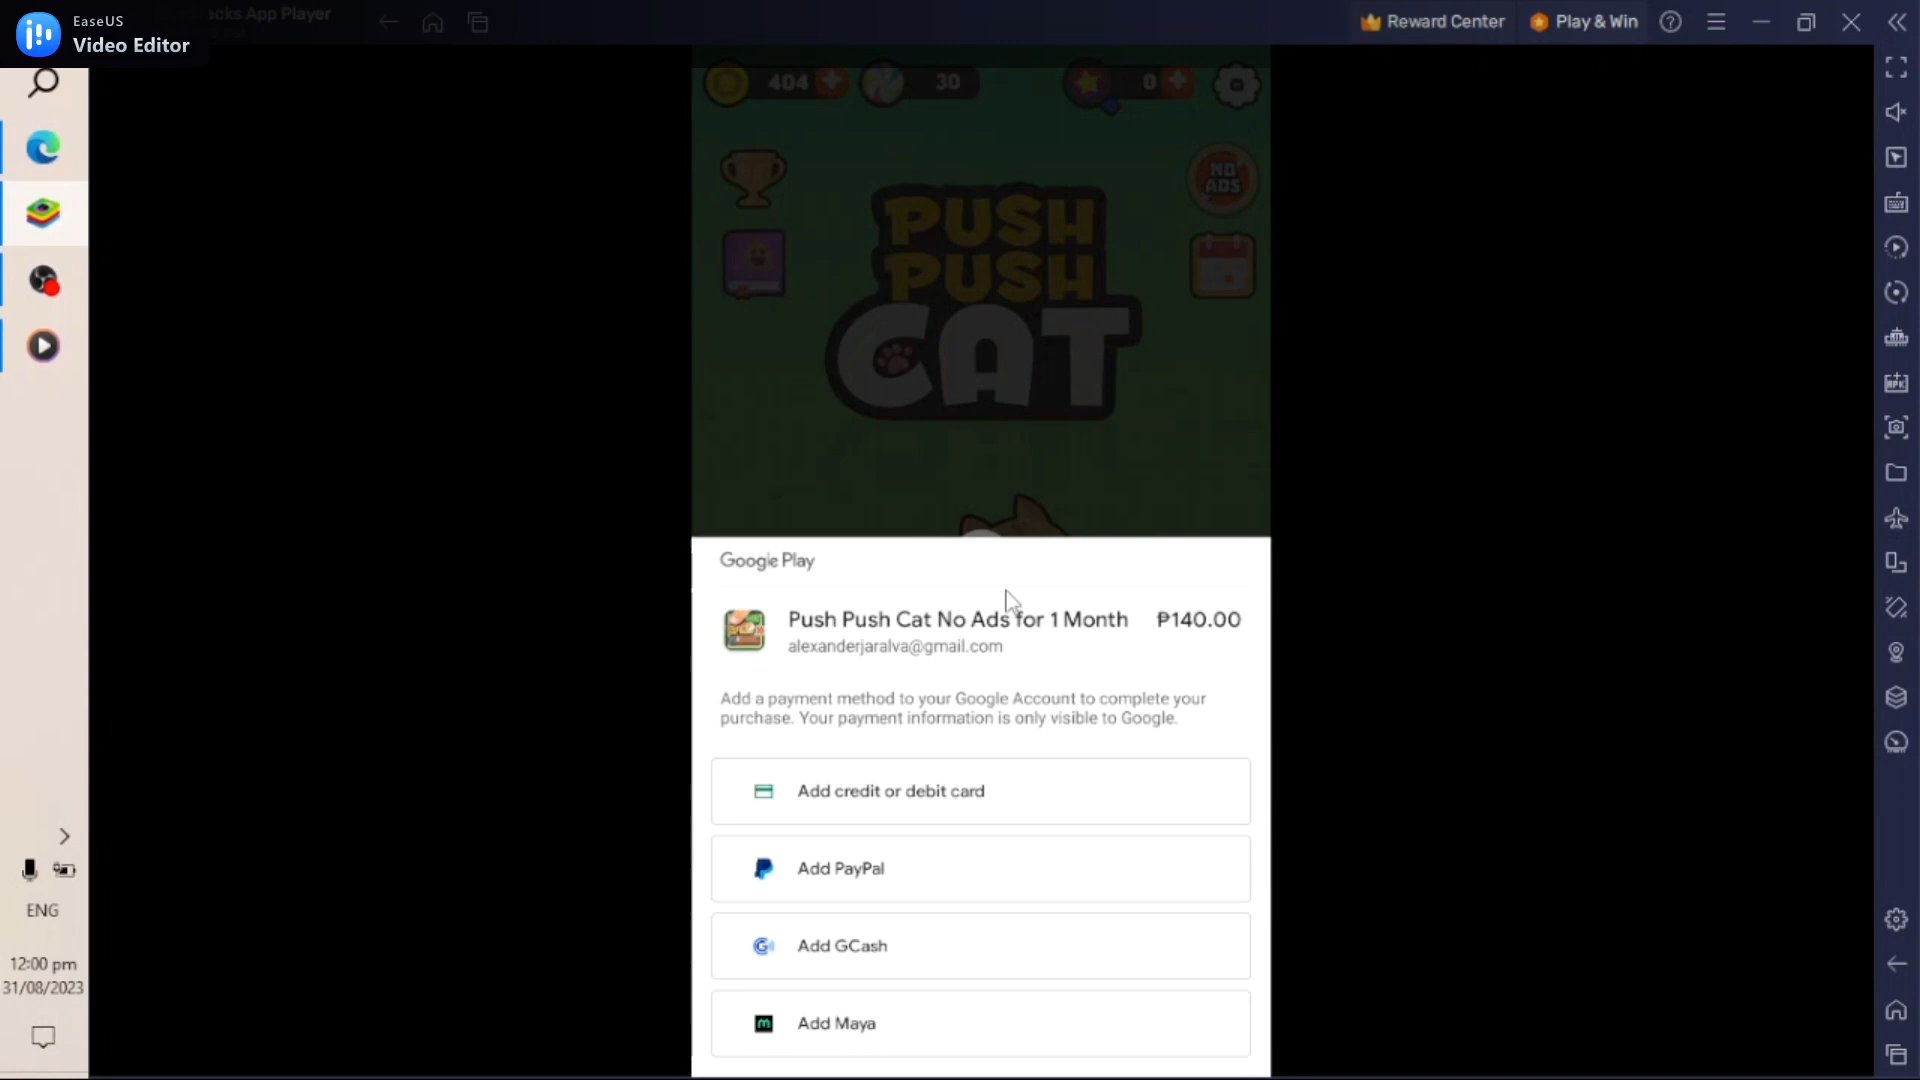 EaseUS
Video Editor
acks App Player
Reward Center
Play & Win
404
30
0
NO
ADS
PUSH
PUSH
CAT
Google Play
Push Push Cat No Ads for 1 Month
₱140.00
alexanderjaralva@gmail.com
Add a payment method to your Google Account to complete your
purchase. Your payment information is only visible to Google.
Add credit or debit card
Add PayPal
Add GCash
Add Maya
ENG
12:00 pm
31/08/2023